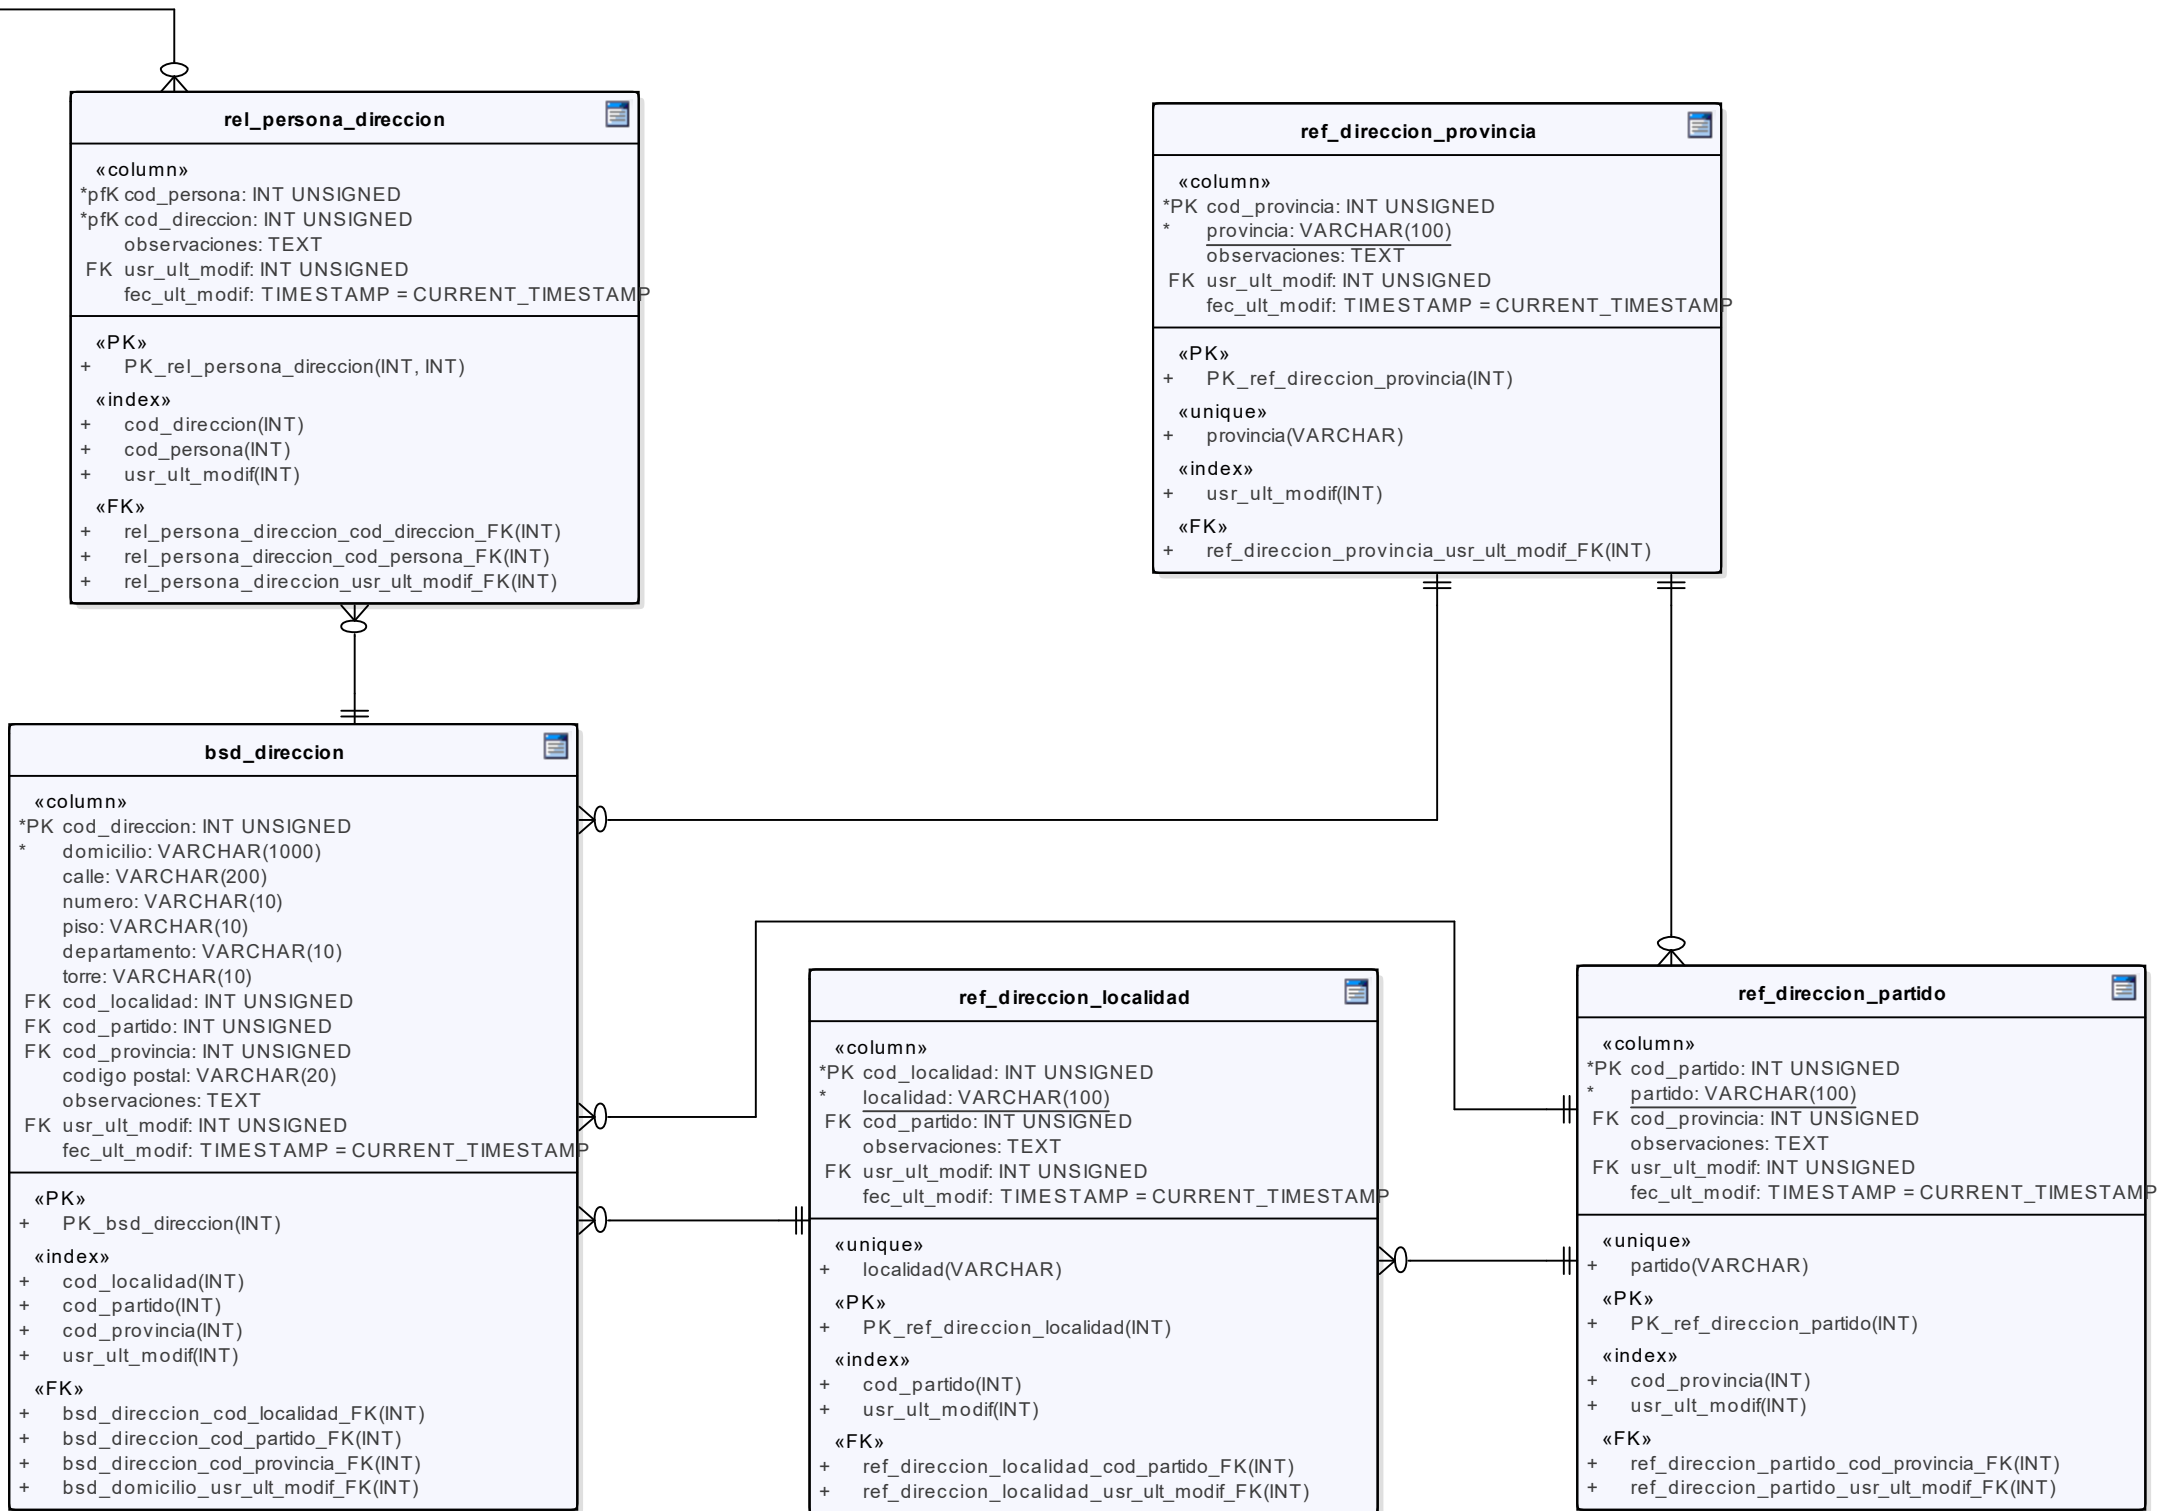 rel_persona_direccion
«column»
*pfK cod_persona: INT UNSIGNED
*pfK cod_direccion: INT UNSIGNED
observaciones: TEXT
FK usr_ult_modif: INT UNSIGNED
fec_ult_modif: TIMESTAMP = CURRENT_TIMESTAMP
«PK»
+ PK_rel_persona_direccion(INT, INT)
«index»
+ cod_direccion(INT)
+ cod_persona(INT)
+ usr_ult_modif(INT)
«FK»
+ rel_persona_direccion_cod_direccion_FK(INT)
+ rel_persona_direccion_cod_persona_FK(INT)
+ rel_persona_direccion_usr_ult_modif_FK(INT)
ref_direccion_provincia
«column»
*PK cod_provincia: INT UNSIGNED
* provincia: VARCHAR(100)
observaciones: TEXT
FK usr_ult_modif: INT UNSIGNED
fec_ult_modif: TIMESTAMP = CURRENT_TIMESTAMP
«PK»
+ PK_ref_direccion_provincia(INT)
«unique»
+ provincia(VARCHAR)
«index»
+ usr_ult_modif(INT)
«FK»
+ ref_direccion_provincia_usr_ult_modif_FK(INT)
bsd_direccion
«column»
*PK cod_direccion: INT UNSIGNED
* domicilio: VARCHAR(1000)
calle: VARCHAR(200)
numero: VARCHAR(10)
piso: VARCHAR(10)
departamento: VARCHAR(10)
torre: VARCHAR(10)
FK cod_localidad: INT UNSIGNED
FK cod_partido: INT UNSIGNED
FK cod_provincia: INT UNSIGNED
codigo postal: VARCHAR(20)
observaciones: TEXT
FK usr_ult_modif: INT UNSIGNED
fec_ult_modif: TIMESTAMP = CURRENT_TIMESTAMP
«PK»
+ PK_bsd_direccion(INT)
«index»
+ cod_localidad(INT)
+ cod_partido(INT)
+ cod_provincia(INT)
+ usr_ult_modif(INT)
«FK»
+ bsd_direccion_cod_localidad_FK(INT)
+ bsd_direccion_cod_partido_FK(INT)
+ bsd_direccion_cod_provincia_FK(INT)
+ bsd_domicilio_usr_ult_modif_FK(INT)
ref_direccion_localidad
«column»
*PK cod_localidad: INT UNSIGNED
* localidad: VARCHAR(100)
FK cod_partido: INT UNSIGNED
observaciones: TEXT
FK usr_ult_modif: INT UNSIGNED
fec_ult_modif: TIMESTAMP = CURRENT_TIMESTAMP
«unique»
+ localidad(VARCHAR)
«PK»
+ PK_ref_direccion_localidad(INT)
«index»
+ cod_partido(INT)
+ usr_ult_modif(INT)
«FK»
+ ref_direccion_localidad_cod_partido_FK(INT)
+ ref_direccion_localidad_usr_ult_modif_FK(INT)
ref_direccion_partido
«column»
*PK cod_partido: INT UNSIGNED
* partido: VARCHAR(100)
FK cod_provincia: INT UNSIGNED
observaciones: TEXT
FK usr_ult_modif: INT UNSIGNED
fec_ult_modif: TIMESTAMP = CURRENT_TIMESTAMP
«unique»
+ partido(VARCHAR)
«PK»
+ PK_ref_direccion_partido(INT)
«index»
+ cod_provincia(INT)
+ usr_ult_modif(INT)
«FK»
+ ref_direccion_partido_cod_provincia_FK(INT)
+ ref_direccion_partido_usr_ult_modif_FK(INT)